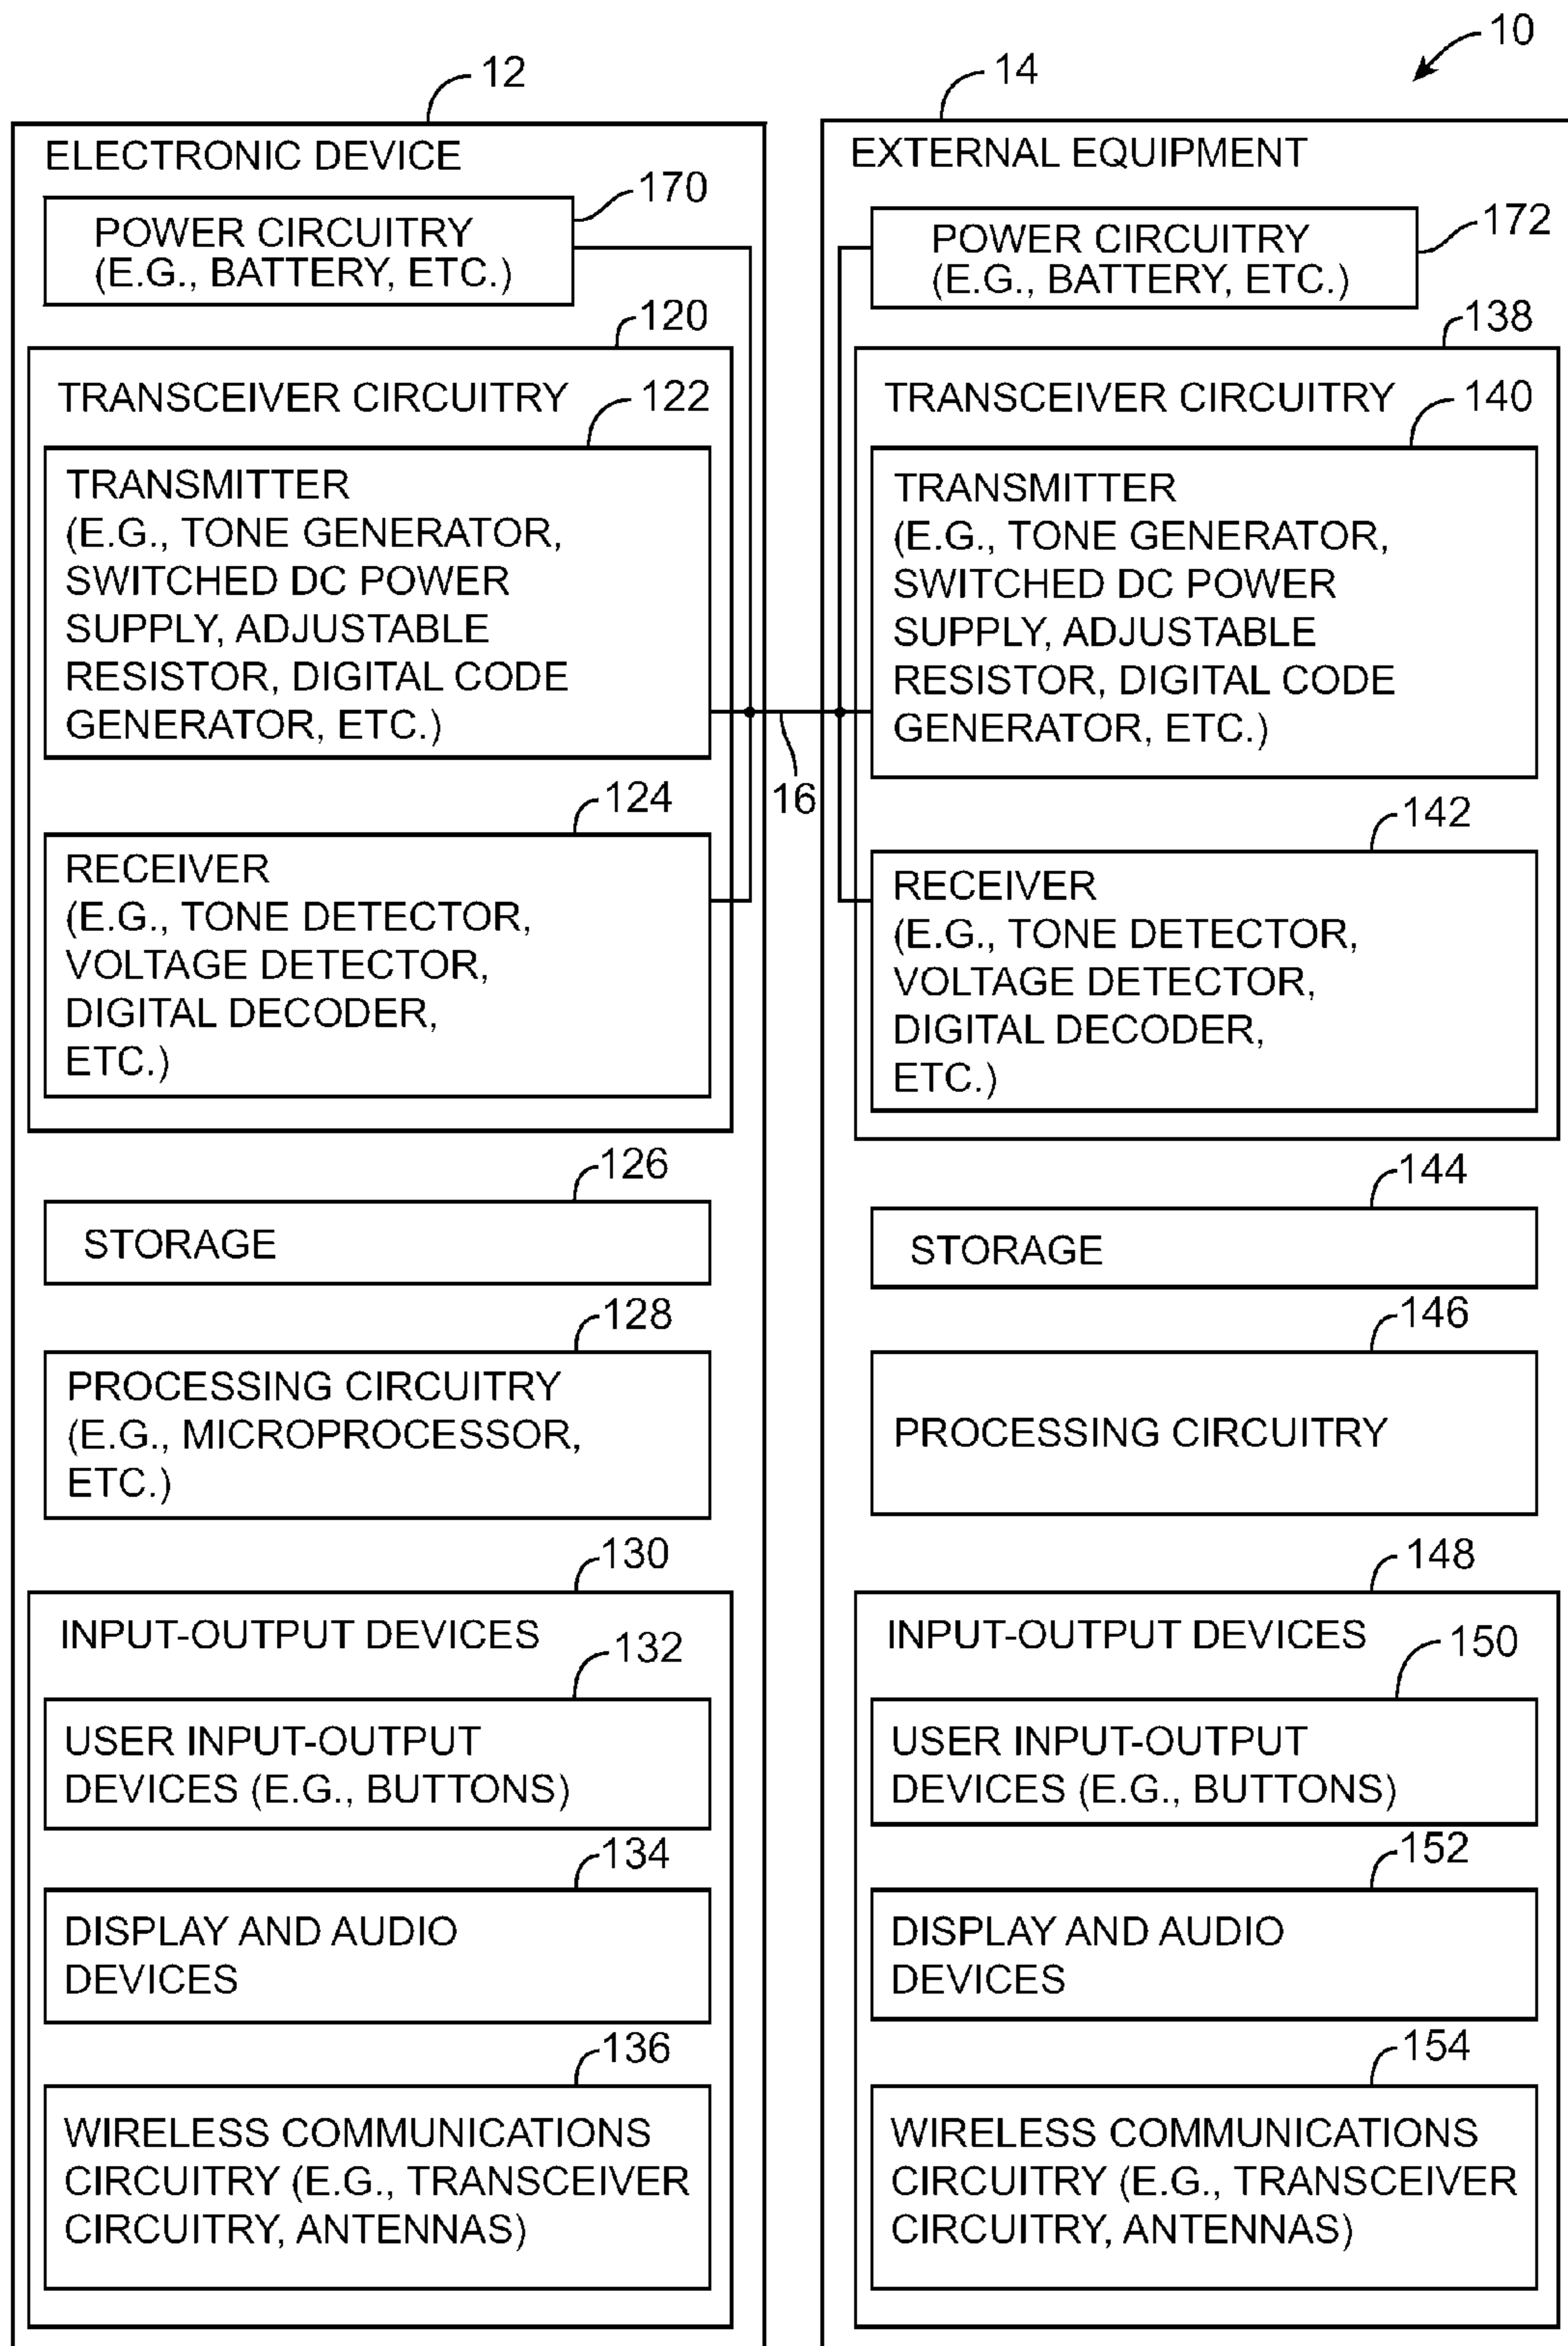 10
12
ELECTRONIC DEVICE
170
POWER CIRCUITRY
(E.G., BATTERY, ETC.)
120
TRANSCEIVER CIRCUITRY
122
TRANSMITTER
(E.G., TONE GENERATOR,
SWITCHED DC POWER
SUPPLY, ADJUSTABLE
RESISTOR, DIGITAL CODE
GENERATOR, ETC.)
124
RECEIVER
(E.G., TONE DETECTOR,
VOLTAGE DETECTOR,
DIGITAL DECODER,
ETC.)
126
STORAGE
128
PROCESSING CIRCUITRY
(E.G., MICROPROCESSOR,
ETC.)
130
INPUT-OUTPUT DEVICES
132
USER INPUT-OUTPUT
DEVICES (E.G., BUTTONS)
134
DISPLAY AND AUDIO
DEVICES
136
WIRELESS COMMUNICATIONS
CIRCUITRY (E.G., TRANSCEIVER
CIRCUITRY, ANTENNAS)
16
14
EXTERNAL EQUIPMENT
172
POWER CIRCUITRY
(E.G., BATTERY, ETC.)
138
TRANSCEIVER CIRCUITRY
140
TRANSMITTER
(E.G., TONE GENERATOR,
SWITCHED DC POWER
SUPPLY, ADJUSTABLE
RESISTOR, DIGITAL CODE
GENERATOR, ETC.)
142
RECEIVER
(E.G., TONE DETECTOR,
VOLTAGE DETECTOR,
DIGITAL DECODER,
ETC.)
144
STORAGE
146
PROCESSING CIRCUITRY
148
INPUT-OUTPUT DEVICES
150
USER INPUT-OUTPUT
DEVICES (E.G., BUTTONS)
152
DISPLAY AND AUDIO
DEVICES
154
WIRELESS COMMUNICATIONS
CIRCUITRY (E.G., TRANSCEIVER
CIRCUITRY, ANTENNAS)